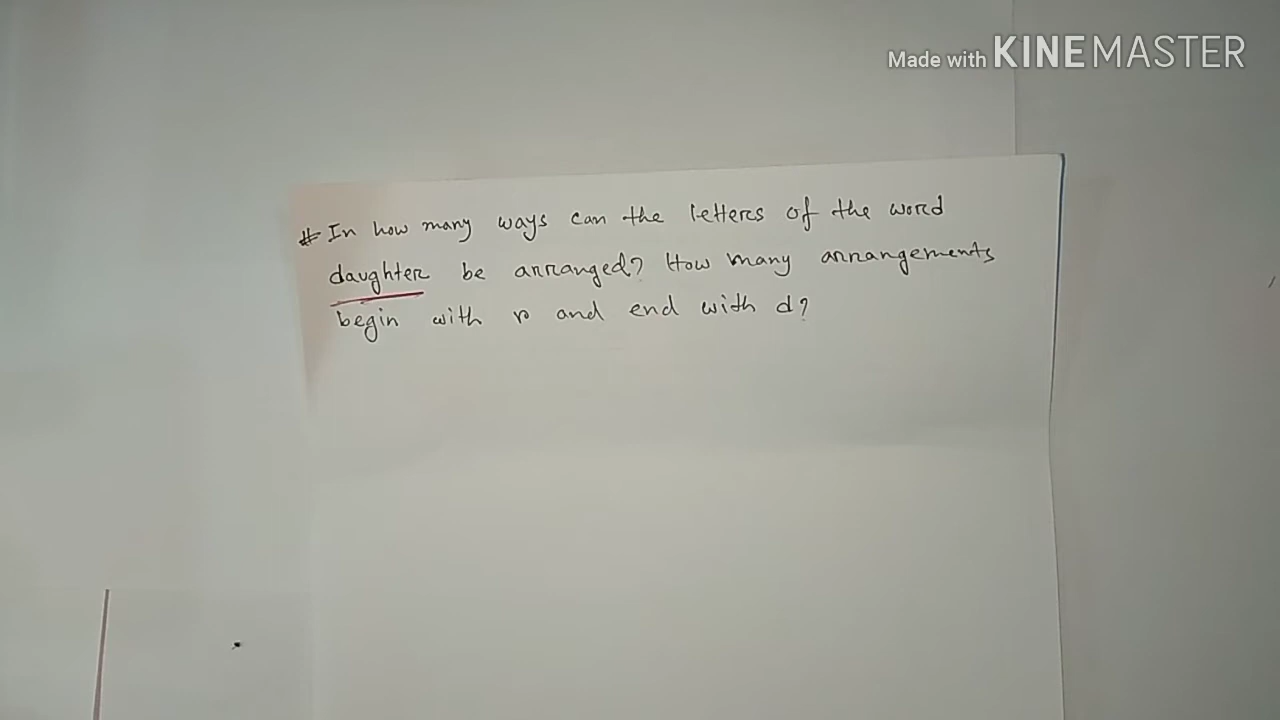 Made with KINEMASTER
# In how many ways can the letters of the word
daughter be arranged? How many arrangements
begin with r and end with d?